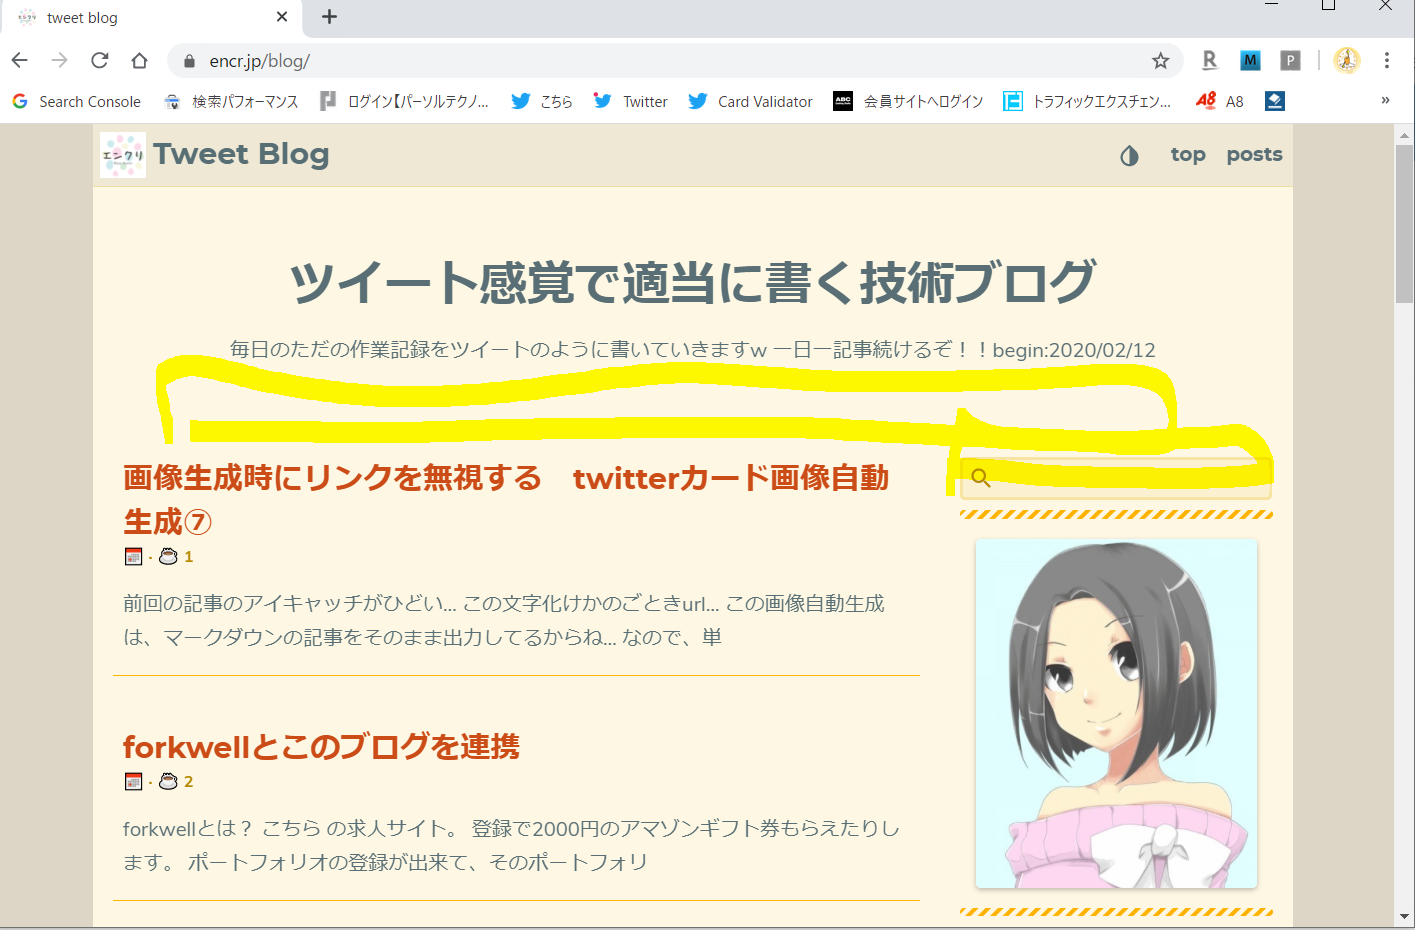 tweet blog
encr.jp/blog/
R M P
Search Console 検索パフォーマンス ログイン【パーソルテクノ... こちら Twitter Card Validator ABC 会員サイトへログイン トラフィックエクスチェン... A8 A8 »
エンクリ Tweet Blog top posts
ツイート感覚で適当に書く技術ブログ
毎日のただの作業記録をツイートのように書いていきますw 一日一記事続けるぞ！！begin:2020/02/12
画像生成時にリンクを無視する　twitterカード画像自動
生成⑦
· 1
前回の記事のアイキャッチがひどい... この文字化けかのごときurl... この画像自動生成
は、マークダウンの記事をそのまま出力してるからね... なので、単
forkwellとこのブログを連携
· 2
forkwellとは？ こちら の求人サイト。 登録で2000円のアマゾンギフト券もらえたりし
ます。 ポートフォリオの登録が出来て、そのポートフォリ